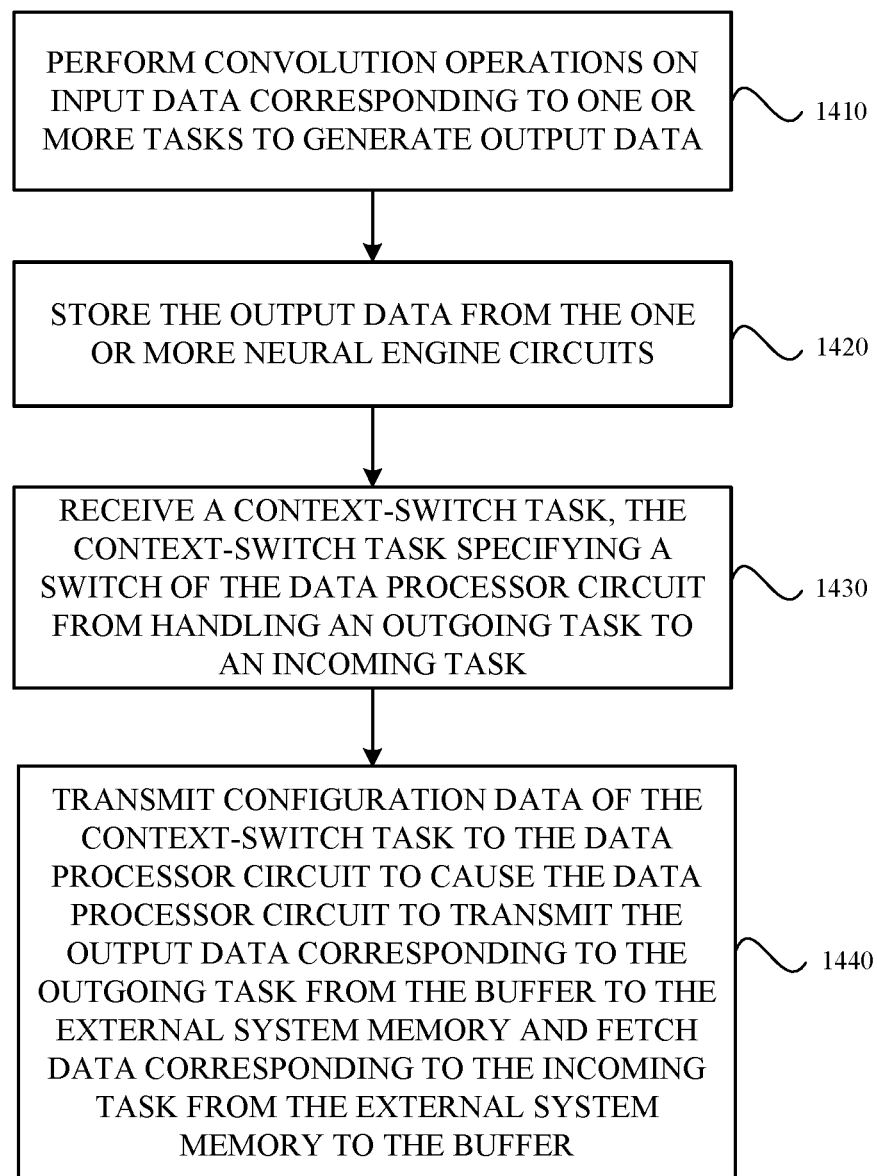 PERFORM CONVOLUTION OPERATIONS ON
INPUT DATA CORRESPONDING TO ONE OR
MORE TASKS TO GENERATE OUTPUT DATA
1410
STORE THE OUTPUT DATA FROM THE ONE
OR MORE NEURAL ENGINE CIRCUITS
1420
RECEIVE A CONTEXT-SWITCH TASK, THE
CONTEXT-SWITCH TASK SPECIFYING A
SWITCH OF THE DATA PROCESSOR CIRCUIT
FROM HANDLING AN OUTGOING TASK TO
AN INCOMING TASK
1430
TRANSMIT CONFIGURATION DATA OF THE
CONTEXT-SWITCH TASK TO THE DATA
PROCESSOR CIRCUIT TO CAUSE THE DATA
PROCESSOR CIRCUIT TO TRANSMIT THE
OUTPUT DATA CORRESPONDING TO THE
OUTGOING TASK FROM THE BUFFER TO THE
EXTERNAL SYSTEM MEMORY AND FETCH
DATA CORRESPONDING TO THE INCOMING
TASK FROM THE EXTERNAL SYSTEM
MEMORY TO THE BUFFER
1440